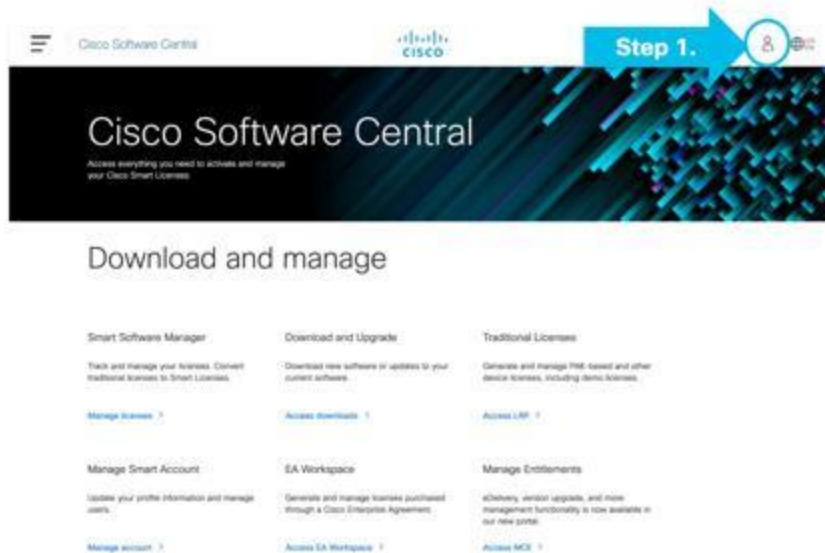 Cisco Software Central
CISCO
Step 1.
Cisco Software Central
Access everything you need to activate and manage
your Cisco Smart Licenses
Download and manage
Smart Software Manager
Track and manage your licenses. Convert
traditional licenses to Smart Licenses.
Manage licenses
Download and Upgrade
Download new software or updates to your
current software.
Access downloads
Traditional Licenses
Generate and manage PAK-based and other
device licenses, including demo licenses.
Access LRP
Manage Smart Account
Update your profile information and manage
users.
Manage account
EA Workspace
Generate and manage licenses purchased
through a Cisco Enterprise Agreement.
Access EA Workspace
Manage Entitlements
eDelivery, version upgrade, and more
management functionality is now available in
our new portal.
Access MCE